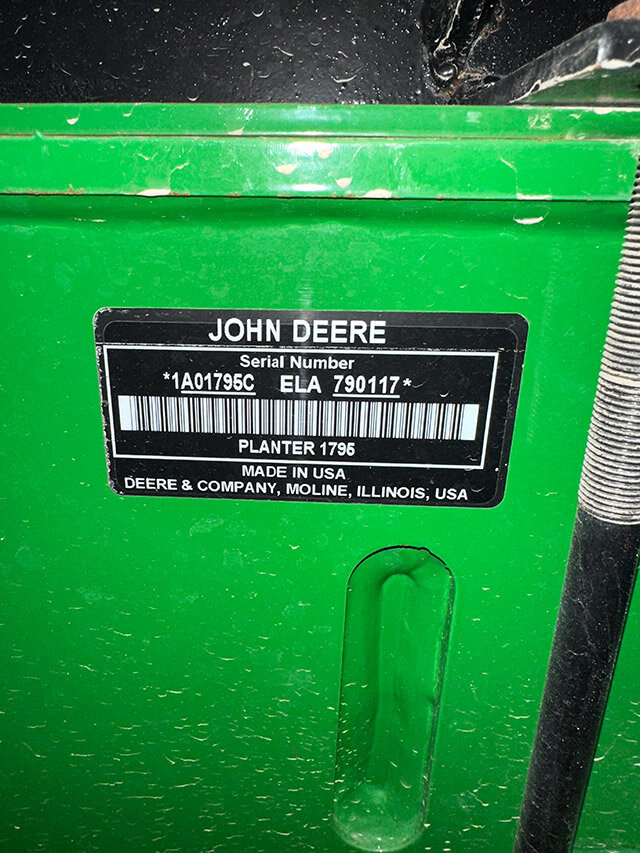 JOHN DEERE
Serial Number
*1A01795C ELA 790117*
PLANTER 1795
MADE IN USA
DEERE & COMPANY, MOLINE, ILLINOIS, USA